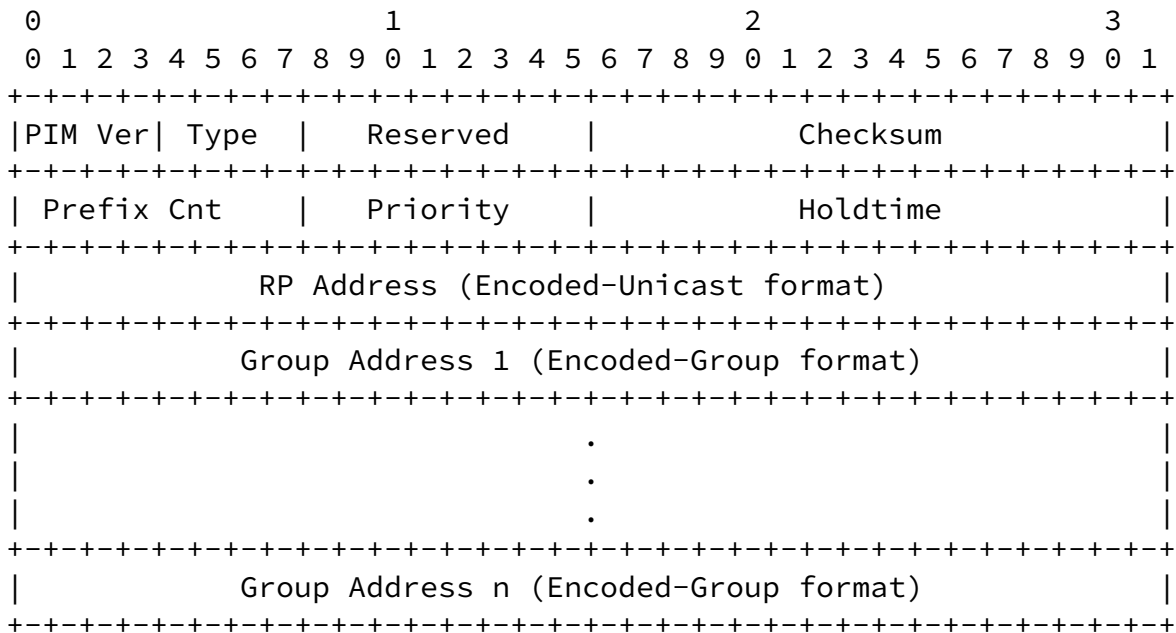 0                   1                   2                   3
 0 1 2 3 4 5 6 7 8 9 0 1 2 3 4 5 6 7 8 9 0 1 2 3 4 5 6 7 8 9 0 1
+-+-+-+-+-+-+-+-+-+-+-+-+-+-+-+-+-+-+-+-+-+-+-+-+-+-+-+-+-+-+-+-+
|PIM Ver| Type  |   Reserved    |           Checksum            |
+-+-+-+-+-+-+-+-+-+-+-+-+-+-+-+-+-+-+-+-+-+-+-+-+-+-+-+-+-+-+-+-+
| Prefix Cnt    |   Priority    |           Holdtime            |
+-+-+-+-+-+-+-+-+-+-+-+-+-+-+-+-+-+-+-+-+-+-+-+-+-+-+-+-+-+-+-+-+
|             RP Address (Encoded-Unicast format)               |
+-+-+-+-+-+-+-+-+-+-+-+-+-+-+-+-+-+-+-+-+-+-+-+-+-+-+-+-+-+-+-+-+
|            Group Address 1 (Encoded-Group format)             |
+-+-+-+-+-+-+-+-+-+-+-+-+-+-+-+-+-+-+-+-+-+-+-+-+-+-+-+-+-+-+-+-+
|                               .                               |
|                               .                               |
|                               .                               |
+-+-+-+-+-+-+-+-+-+-+-+-+-+-+-+-+-+-+-+-+-+-+-+-+-+-+-+-+-+-+-+-+
|            Group Address n (Encoded-Group format)             |
+-+-+-+-+-+-+-+-+-+-+-+-+-+-+-+-+-+-+-+-+-+-+-+-+-+-+-+-+-+-+-+-+